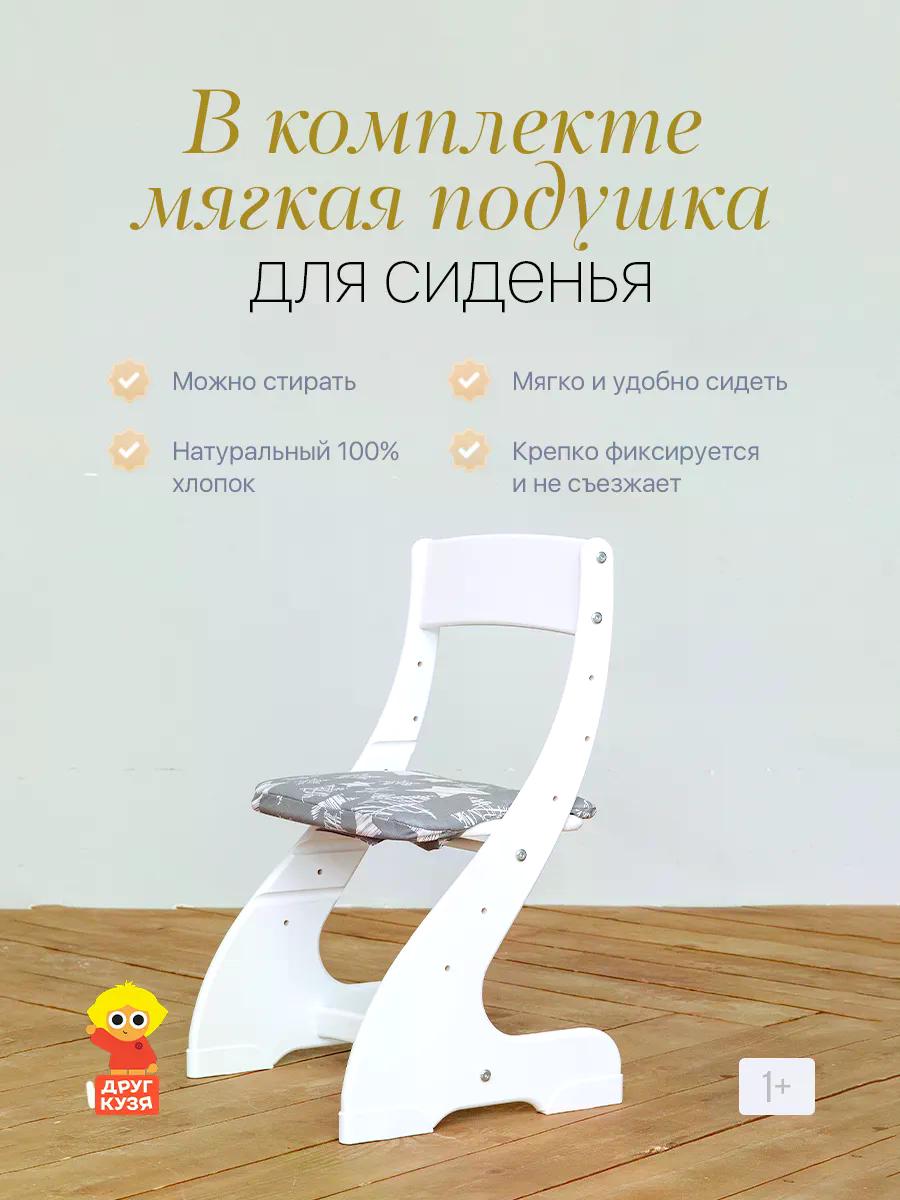 В комплекте
мягкая подушка
для сиденья
Можно стирать
Мягко и удобно сидеть
Натуральный 100%
хлопок
Крепко фиксируется
и не съезжает
ДРУГ
КУЗЯ
1+